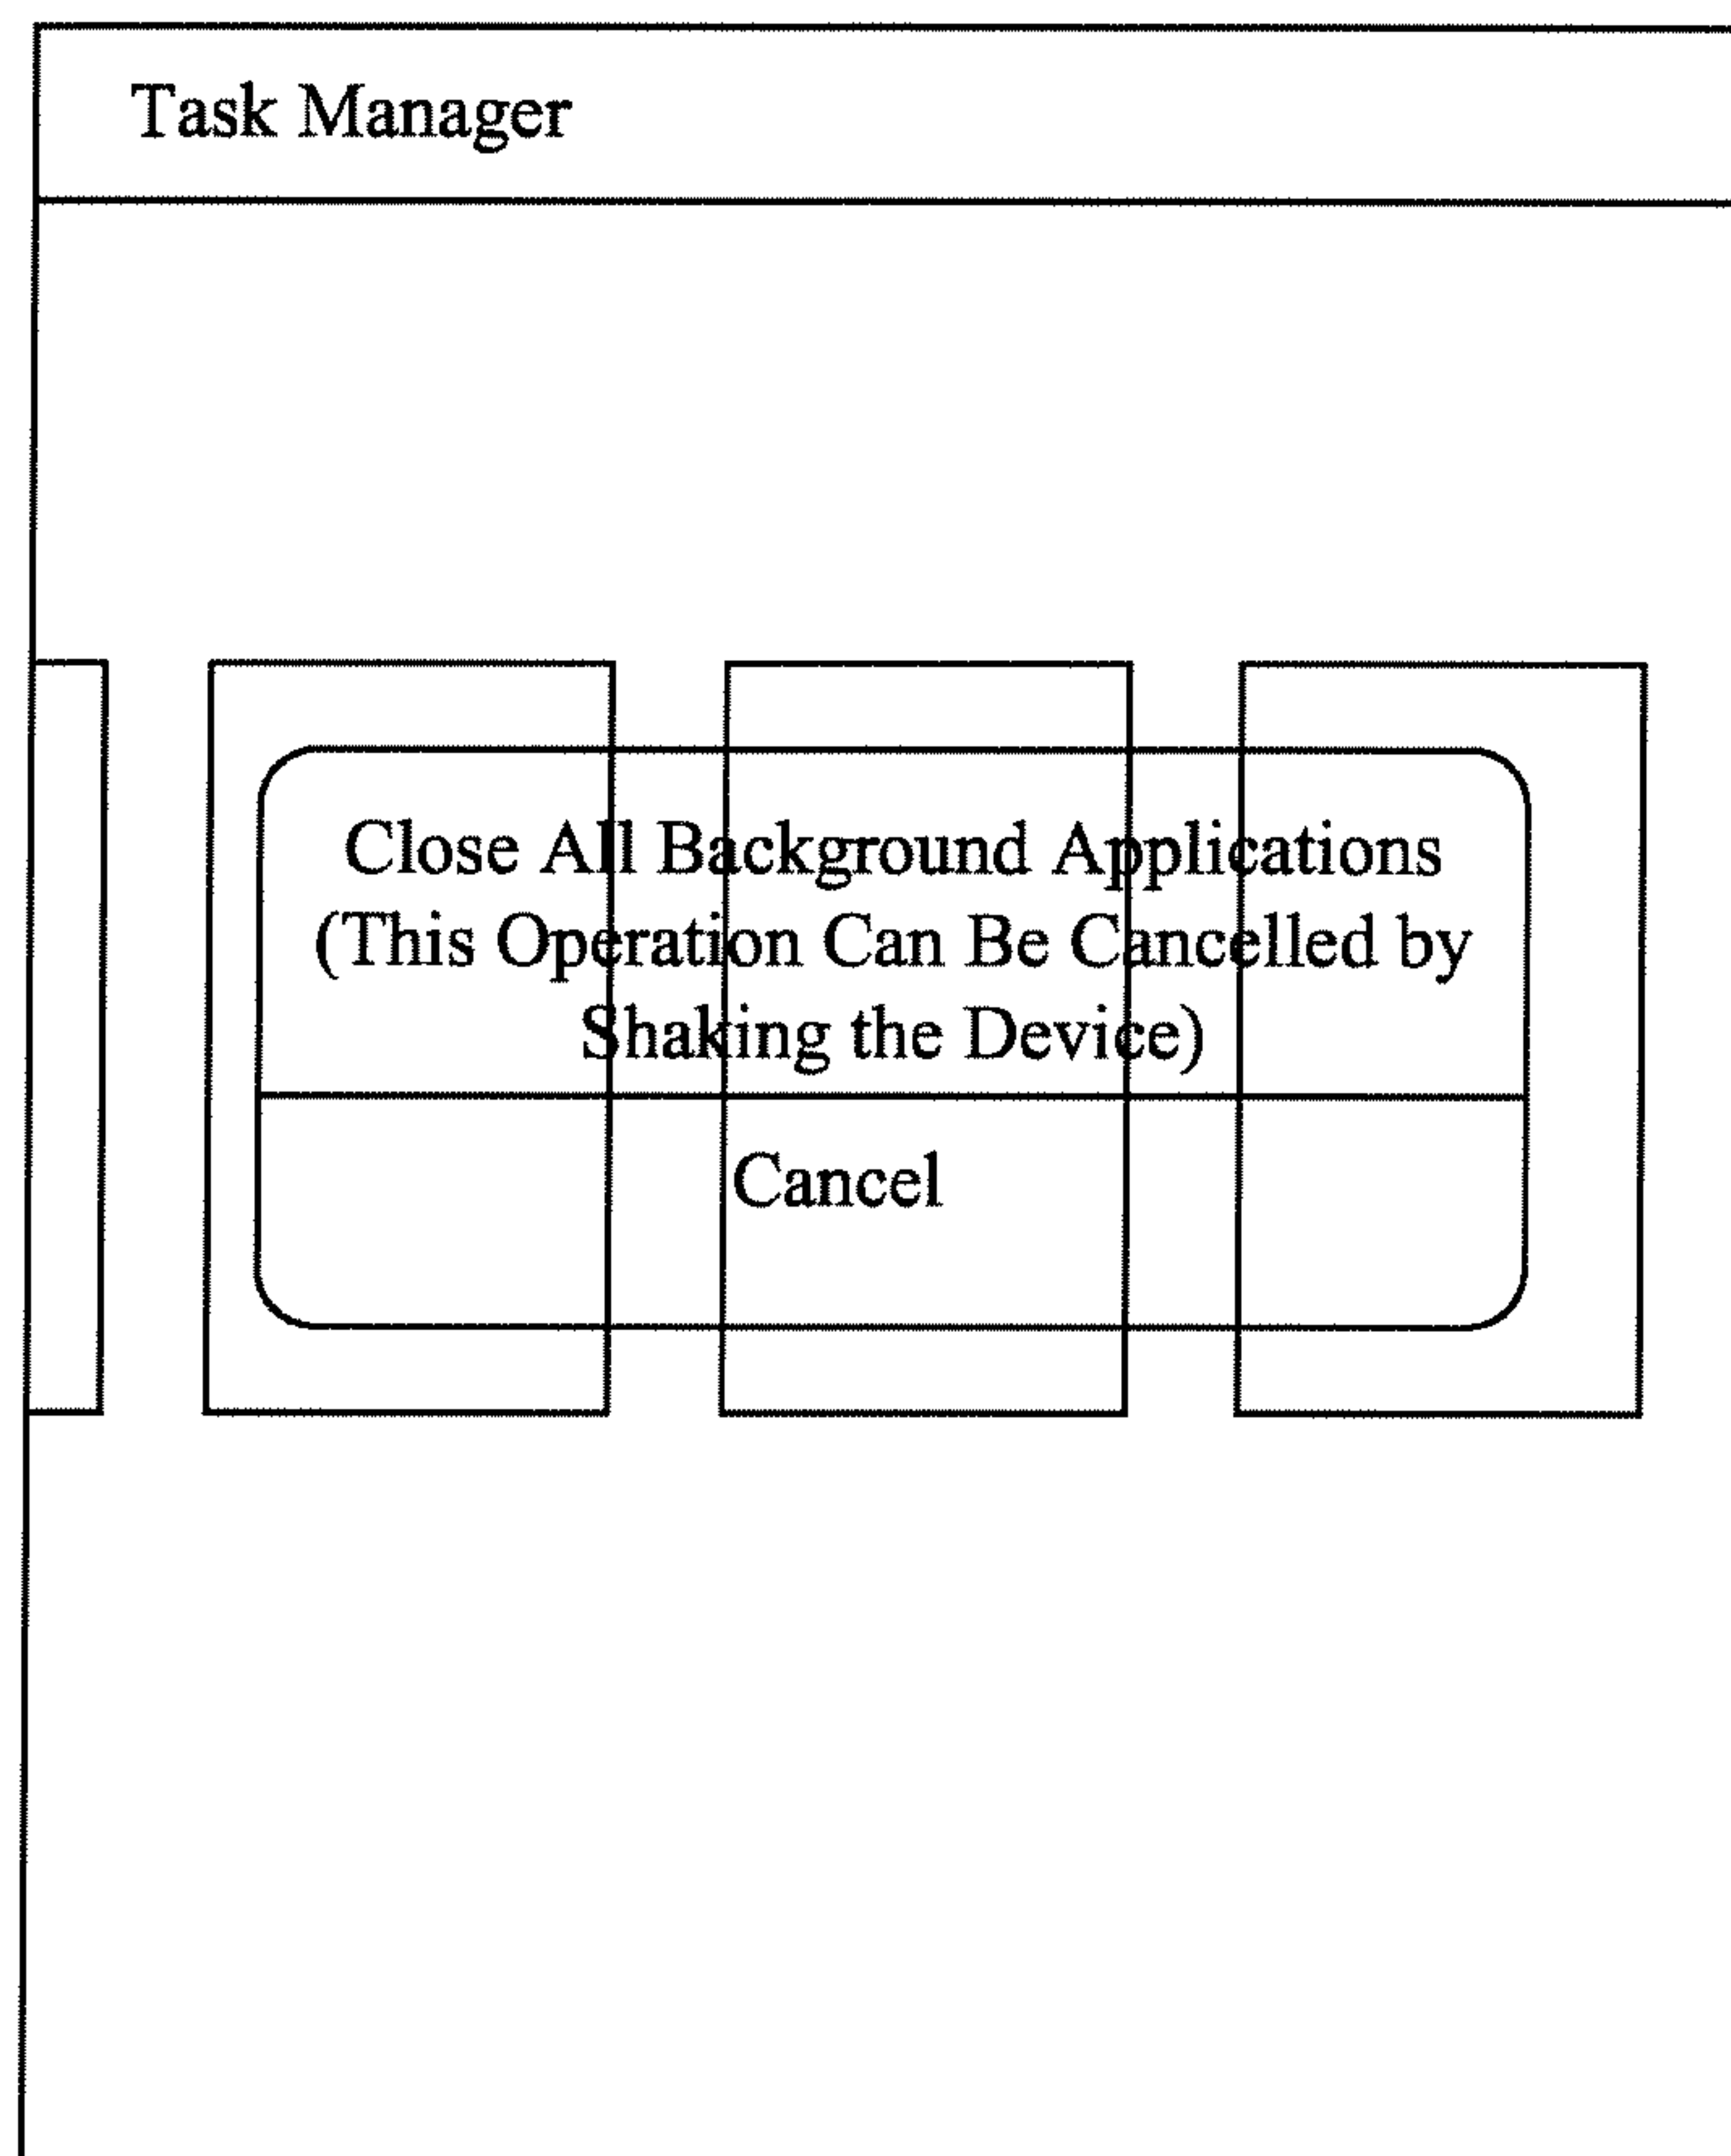 Task Manager
Close All Background Applications
(This Operation Can Be Cancelled by
Shaking the Device)
Cancel